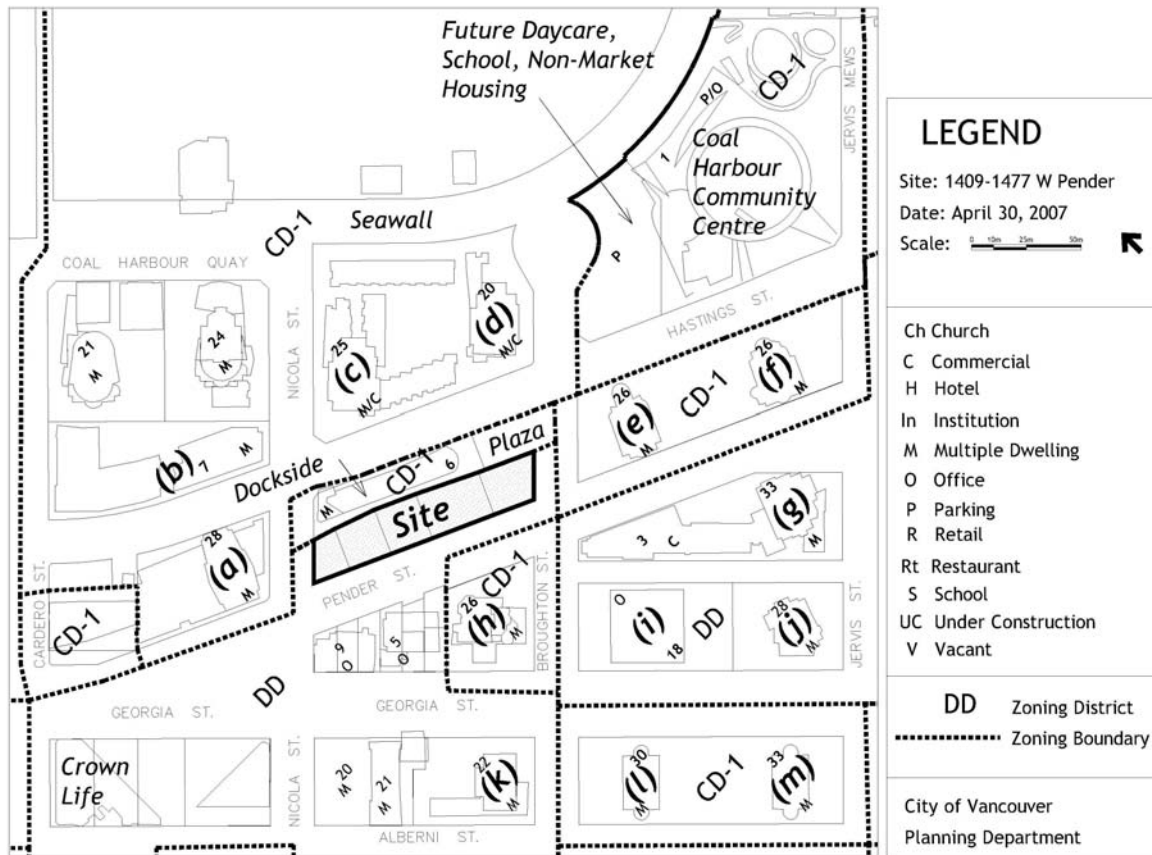 Future Daycare,
School, Non-Market
Housing
CD-1
P/O
JERVIS MEWS
1
Coal
Harbour
Community
Centre
Seawall
CD-1
P
COAL HARBOUR QUAY
HASTINGS ST.
21
M
24
M
NICOLA ST.
25
(c)
M/C
20
(d)
M/C
26
(e)
M
CD-1
26
(f)
M
(b)
7
M
Dockside
CD-1
6
M
Plaza
Site
33
(g)
M
3
C
28
(a)
M
CARDERO ST.
CD-1
PENDER ST.
9
O
5
O
CD-1
26
(h)
M
BROUGHTON ST.
O
(i)
18
DD
28
(j)
M
JERVIS ST.
DD
GEORGIA ST.
GEORGIA ST.
Crown
Life
NICOLA ST.
20
M
21
M
22
(k)
M
ALBERNI ST.
30
(l)
M
CD-1
33
(m)
M
LEGEND
Site: 1409-1477 W Pender
Date: April 30, 2007
Scale: 0 10m 25m 50m
Ch Church
C Commercial
H Hotel
In Institution
M Multiple Dwelling
O Office
P Parking
R Retail
Rt Restaurant
S School
UC Under Construction
V Vacant
DD Zoning District
Zoning Boundary
City of Vancouver
Planning Department